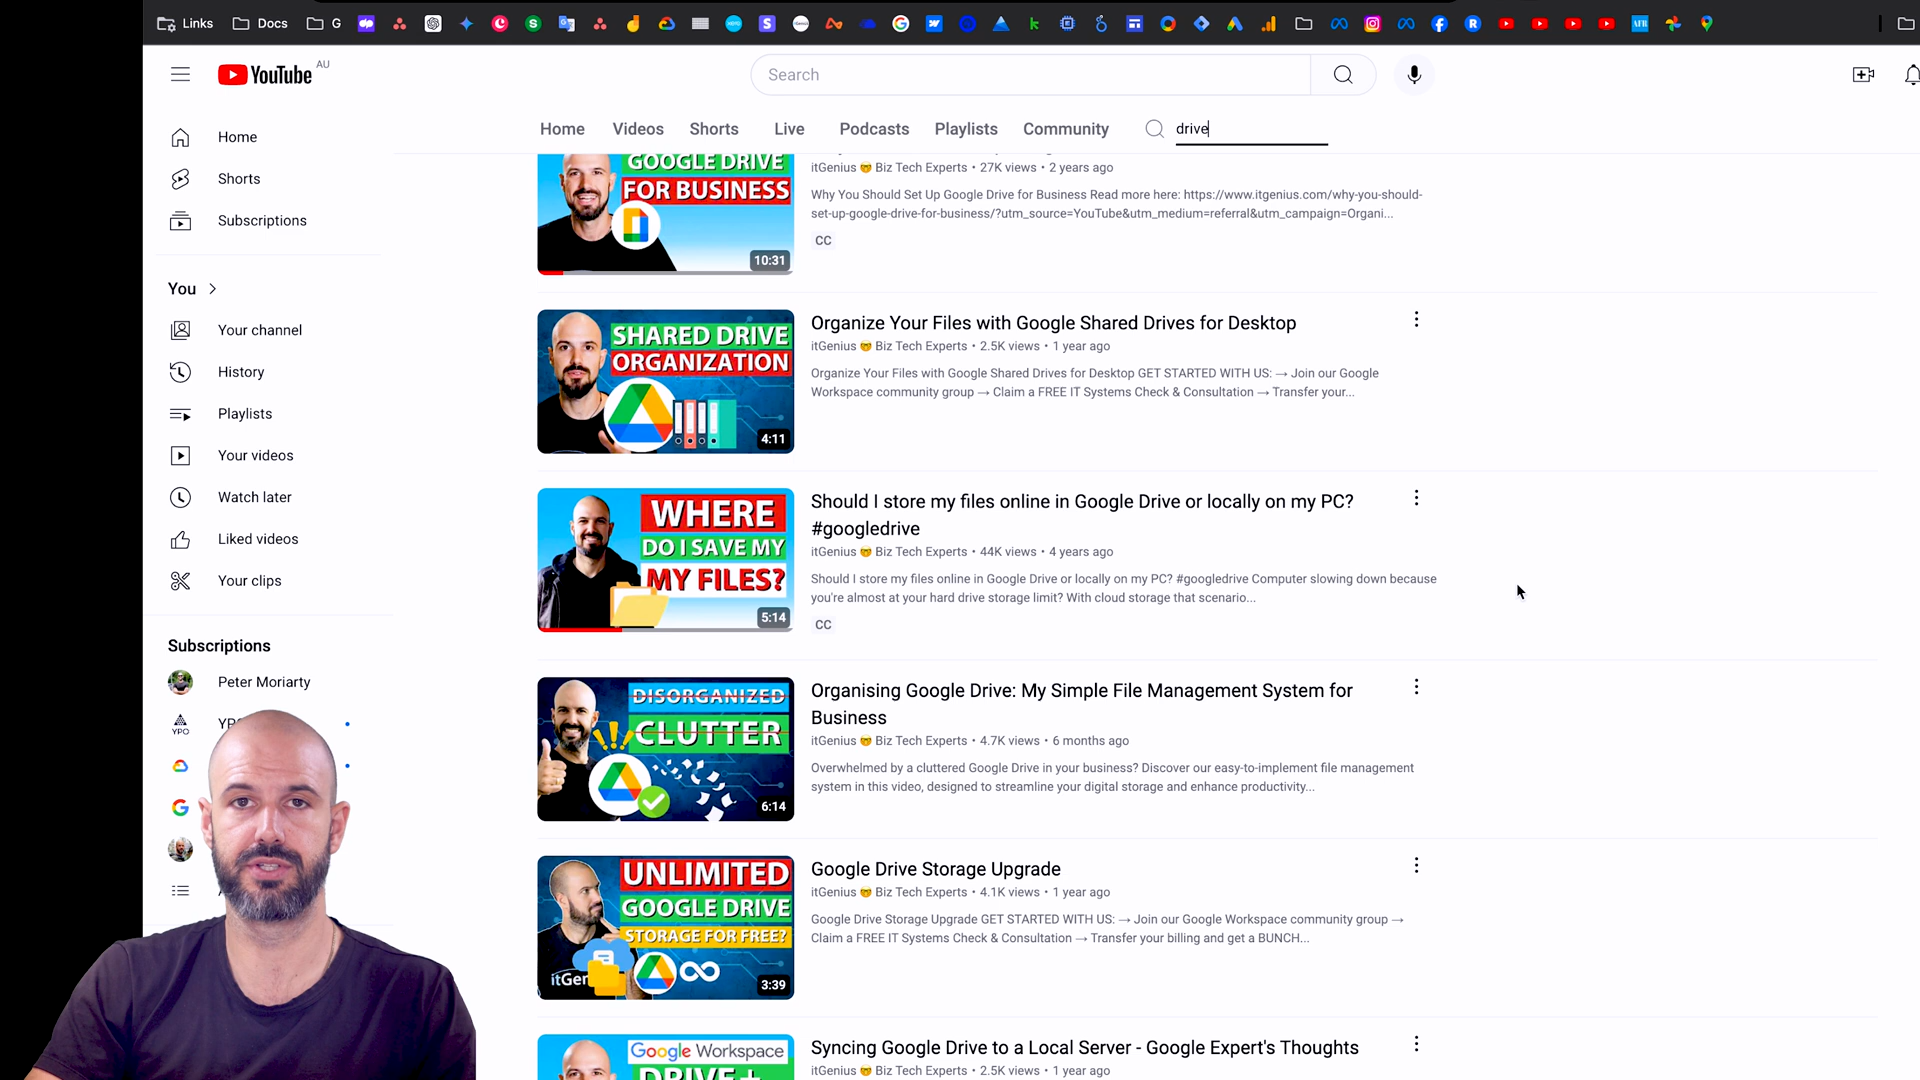 Links
Docs
G
YouTube
AU
Search
Home
Videos
Shorts
Live
Podcasts
Playlists
Community
drive
Home
Shorts
Subscriptions
You
Your channel
History
Playlists
Your videos
Watch later
Liked videos
Your clips
Subscriptions
Peter Moriarty
YPO
GOOGLE DRIVE
FOR BUSINESS
10:31
itGenius 🤓 Biz Tech Experts • 27K views • 2 years ago
Why You Should Set Up Google Drive for Business Read more here: https://www.itgenius.com/why-you-should-
set-up-google-drive-for-business/?utm_source=YouTube&utm_medium=referral&utm_campaign=Organi...
CC
SHARED DRIVE
ORGANIZATION
4:11
Organize Your Files with Google Shared Drives for Desktop
itGenius 🤓 Biz Tech Experts • 2.5K views • 1 year ago
Organize Your Files with Google Shared Drives for Desktop GET STARTED WITH US: → Join our Google
Workspace community group → Claim a FREE IT Systems Check & Consultation → Transfer your...
WHERE
DO I SAVE MY
MY FILES?
5:14
Should I store my files online in Google Drive or locally on my PC?
#googledrive
itGenius 🤓 Biz Tech Experts • 44K views • 4 years ago
Should I store my files online in Google Drive or locally on my PC? #googledrive Computer slowing down because
you're almost at your hard drive storage limit? With cloud storage that scenario...
CC
DISORGANIZED
CLUTTER
6:14
Organising Google Drive: My Simple File Management System for
Business
itGenius 🤓 Biz Tech Experts • 4.7K views • 6 months ago
Overwhelmed by a cluttered Google Drive in your business? Discover our easy-to-implement file management
system in this video, designed to streamline your digital storage and enhance productivity...
UNLIMITED
GOOGLE DRIVE
STORAGE FOR FREE?
itGen
3:39
Google Drive Storage Upgrade
itGenius 🤓 Biz Tech Experts • 4.1K views • 1 year ago
Google Drive Storage Upgrade GET STARTED WITH US: → Join our Google Workspace community group →
Claim a FREE IT Systems Check & Consultation → Transfer your billing and get a BUNCH...
Google Workspace
DRIVE +
Syncing Google Drive to a Local Server - Google Expert's Thoughts
itGenius 🤓 Biz Tech Experts • 2.5K views • 1 year ago